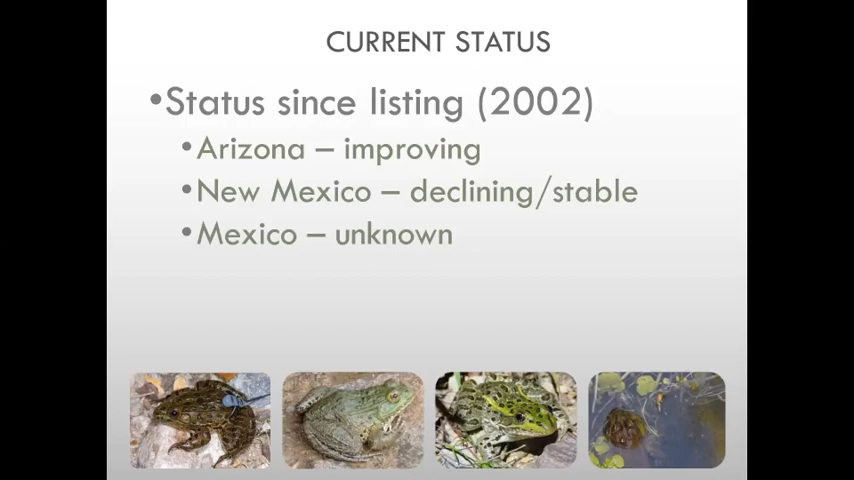 CURRENT STATUS
•Status since listing (2002)
•Arizona – improving
•New Mexico – declining/stable
•Mexico – unknown